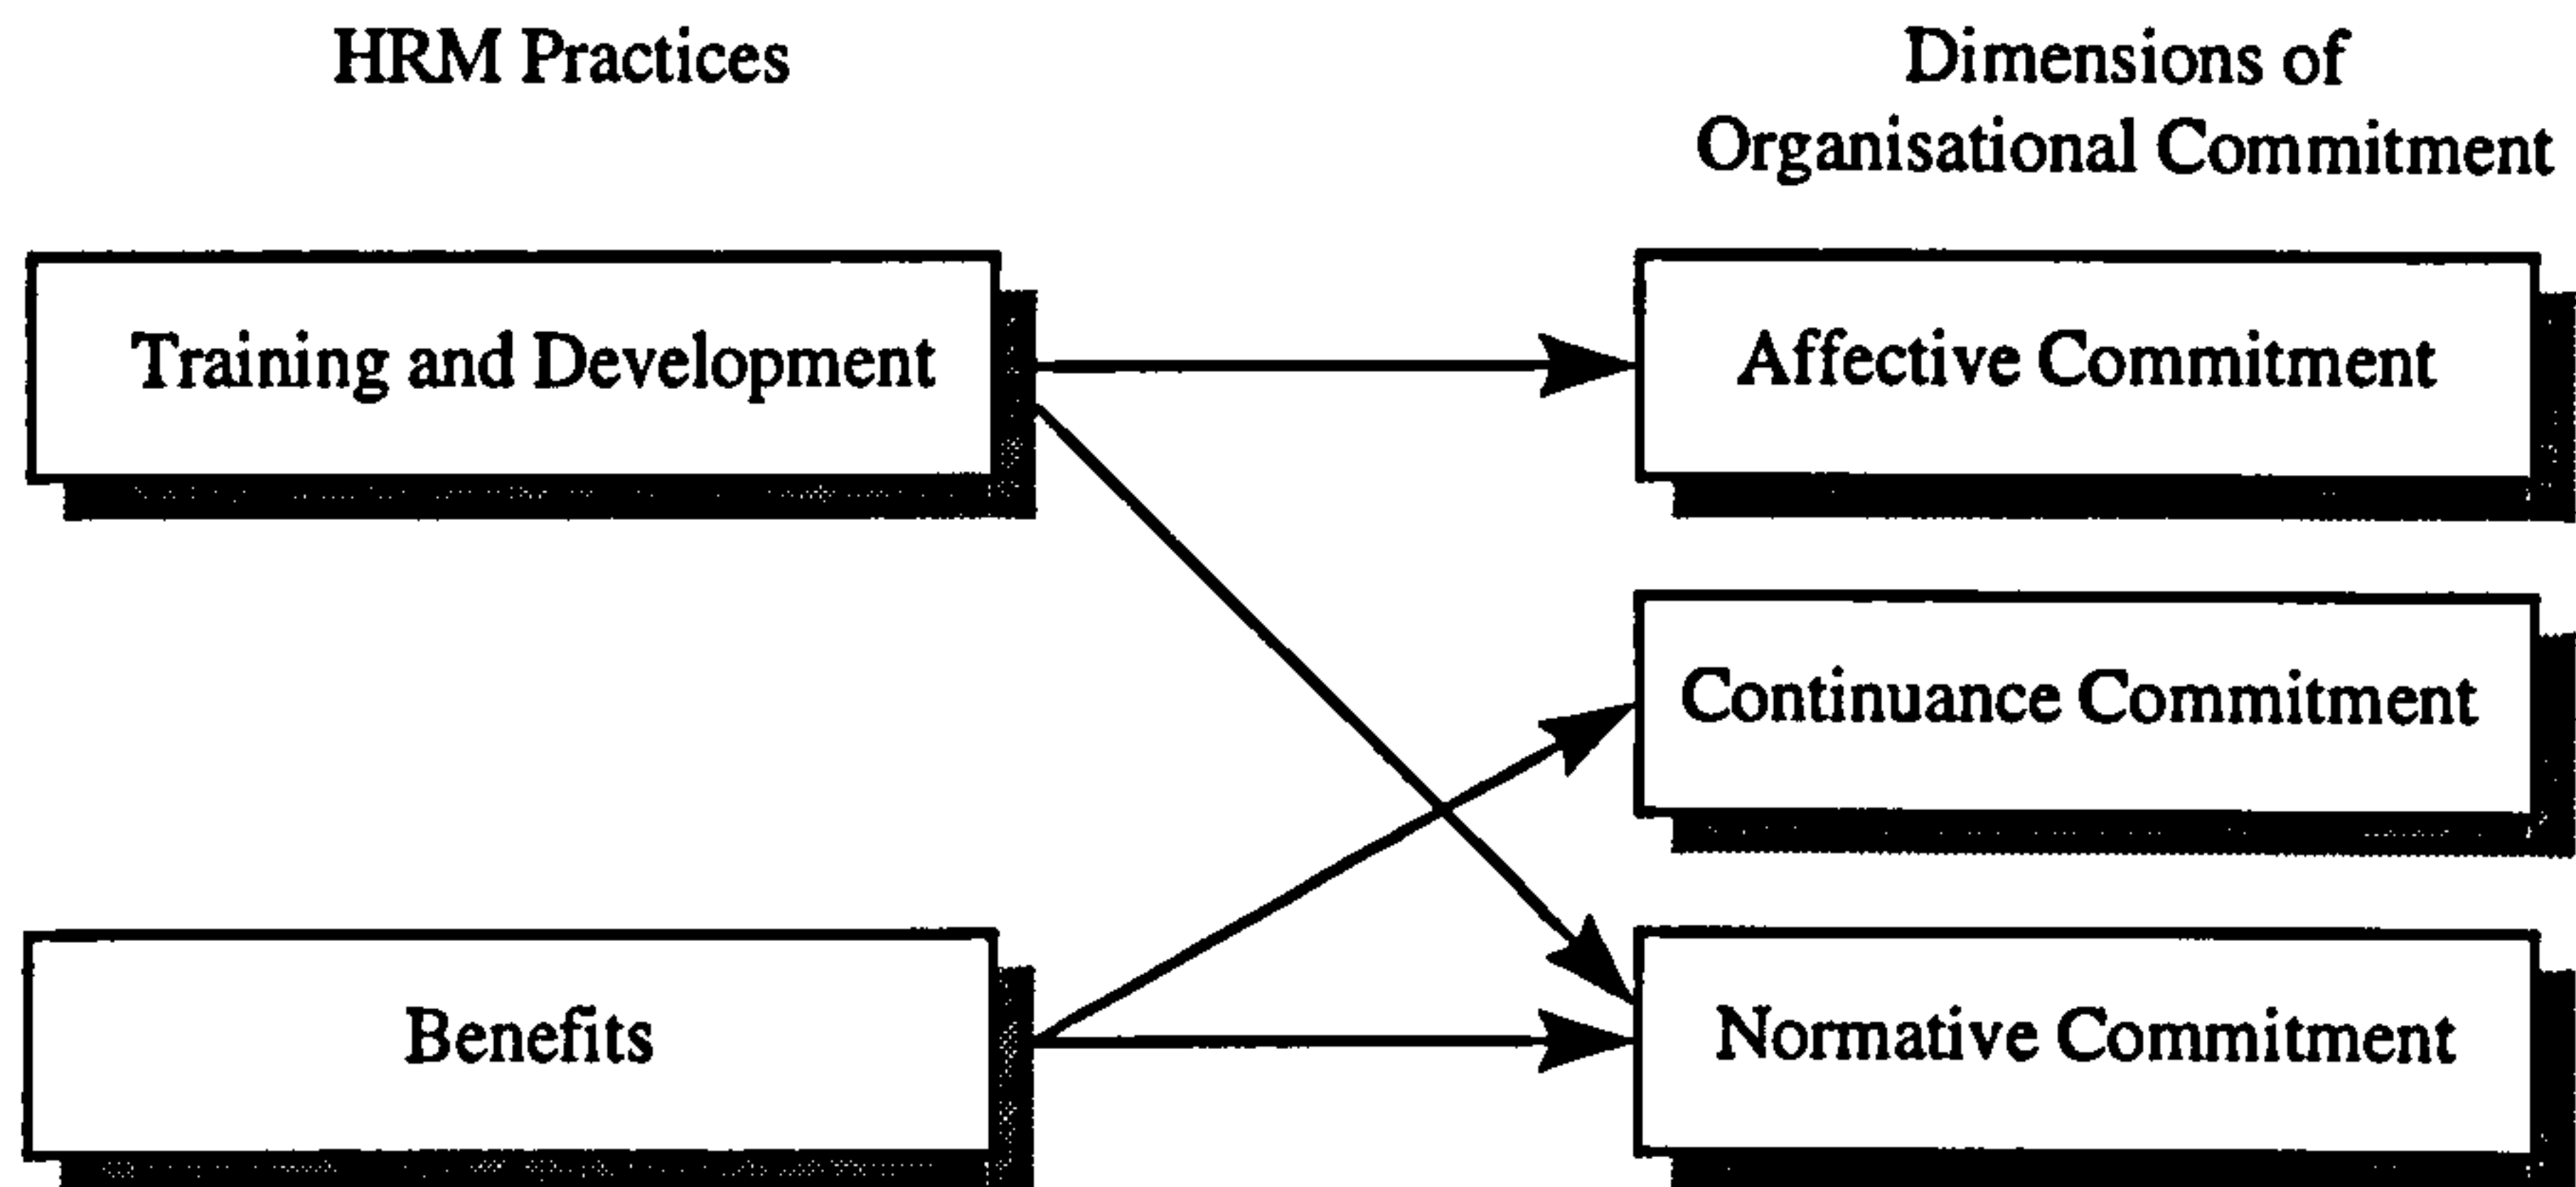 HRM Practices
Dimensions of
Organisational Commitment
Training and Development
Affective Commitment
Continuance Commitment
Benefits
Normative Commitment